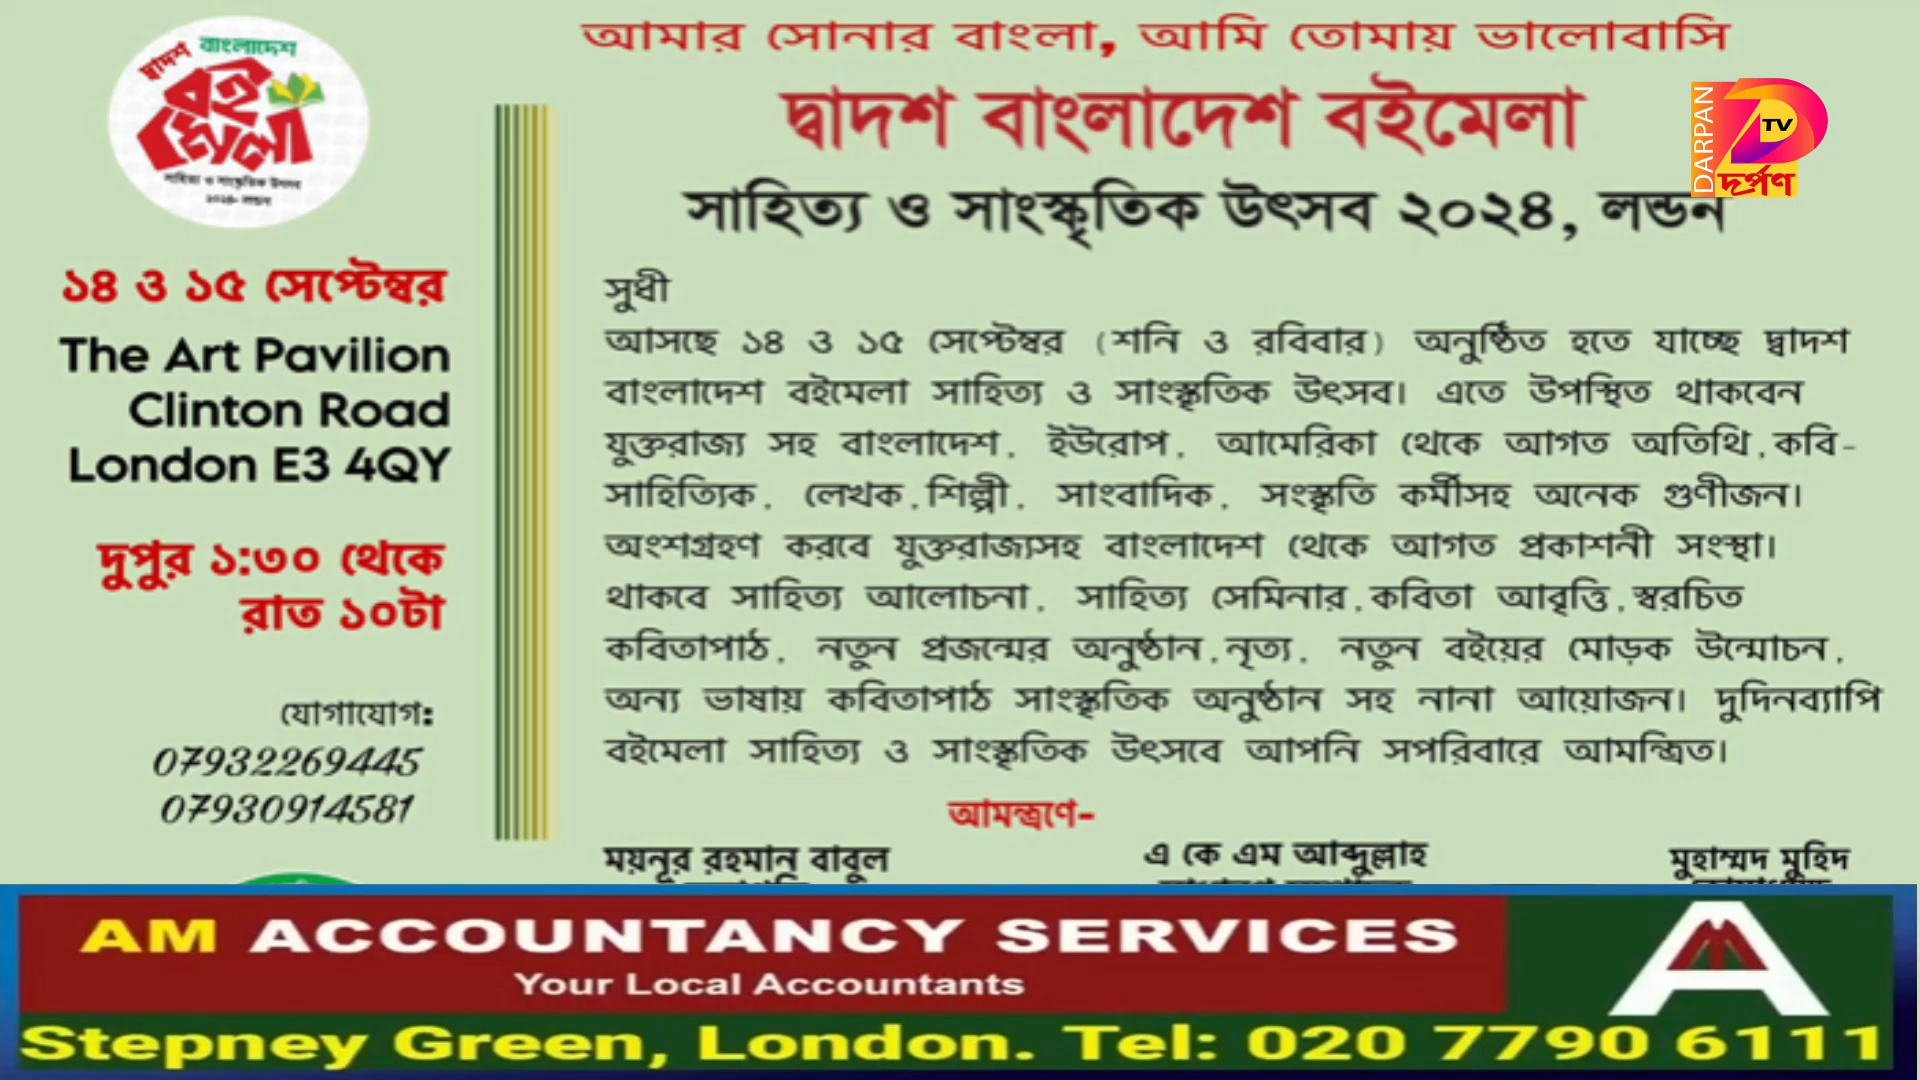 দ্বাদশ বাংলাদেশ
বই
মেলা
সাহিত্য ও সাংস্কৃতিক উৎসব
২০২৪- লন্ডন
১৪ ও ১৫ সেপ্টেম্বর
The Art Pavilion
Clinton Road
London E3 4QY
দুপুর ১:৩০ থেকে
রাত ১০টা
যোগাযোগ:
07932269445
07930914581
আমার সোনার বাংলা, আমি তোমায় ভালোবাসি
দ্বাদশ বাংলাদেশ বইমেলা
সাহিত্য ও সাংস্কৃতিক উৎসব ২০২৪, লন্ডন
সুধী
আসছে ১৪ ও ১৫ সেপ্টেম্বর (শনি ও রবিবার) অনুষ্ঠিত হতে যাচ্ছে দ্বাদশ
বাংলাদেশ বইমেলা সাহিত্য ও সাংস্কৃতিক উৎসব। এতে উপস্থিত থাকবেন
যুক্তরাজ্য সহ বাংলাদেশ, ইউরোপ, আমেরিকা থেকে আগত অতিথি,কবি-
সাহিত্যিক, লেখক,শিল্পী, সাংবাদিক, সংস্কৃতি কর্মীসহ অনেক গুণীজন।
অংশগ্রহণ করবে যুক্তরাজ্যসহ বাংলাদেশ থেকে আগত প্রকাশনী সংস্থা।
থাকবে সাহিত্য আলোচনা, সাহিত্য সেমিনার,কবিতা আবৃত্তি,স্বরচিত
কবিতাপাঠ, নতুন প্রজন্মের অনুষ্ঠান,নৃত্য, নতুন বইয়ের মোড়ক উন্মোচন,
অন্য ভাষায় কবিতাপাঠ সাংস্কৃতিক অনুষ্ঠান সহ নানা আয়োজন। দুদিনব্যাপি
বইমেলা সাহিত্য ও সাংস্কৃতিক উৎসবে আপনি সপরিবারে আমন্ত্রিত।
আমন্ত্রণে-
ময়নূর রহমান বাবুল
এ কে এম আব্দুল্লাহ
মুহাম্মদ মুহিদ
DARPAN
TV
দর্পণ
AM ACCOUNTANCY SERVICES
Your Local Accountants
Stepney Green, London. Tel: 020 7790 6111